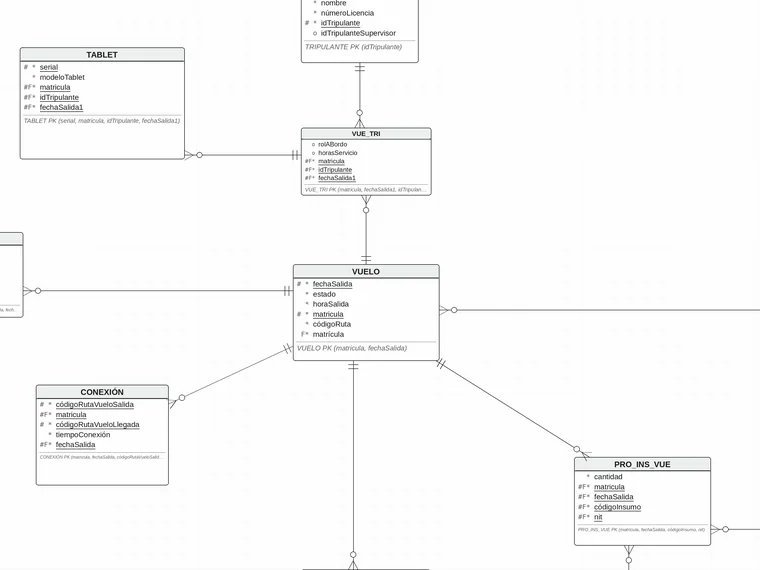 * nombre
* númeroLicencia
# * idTripulante
o idTripulanteSupervisor
TRIPULANTE PK (idTripulante)
TABLET
# * serial
* modeloTablet
#F* matricula
#F* idTripulante
#F* fechaSalida1
TABLET PK (serial, matricula, idTripulante, fechaSalida1)
VUE_TRI
o rolABordo
o horasServicio
#F* matricula
#F* idTripulante
#F* fechaSalida1
VUE_TRI PK (matricula, fechaSalida1, idTripulan...
VUELO
# * fechaSalida
* estado
* horaSalida
# * matricula
* códigoRuta
F* matrícula
VUELO PK (matricula, fechaSalida)
CONEXIÓN
# * códigoRutaVueloSalida
#F* matricula
# * códigoRutaVueloLlegada
* tiempoConexión
#F* fechaSalida
CONEXIÓN PK (matricula, fechaSalida, códigoRutaVueloSalid...
PRO_INS_VUE
* cantidad
#F* matricula
#F* fechaSalida
#F* códigoInsumo
#F* nit
PRO_INS_VUE PK (matricula, fechaSalida, códigoInsumo, nit)